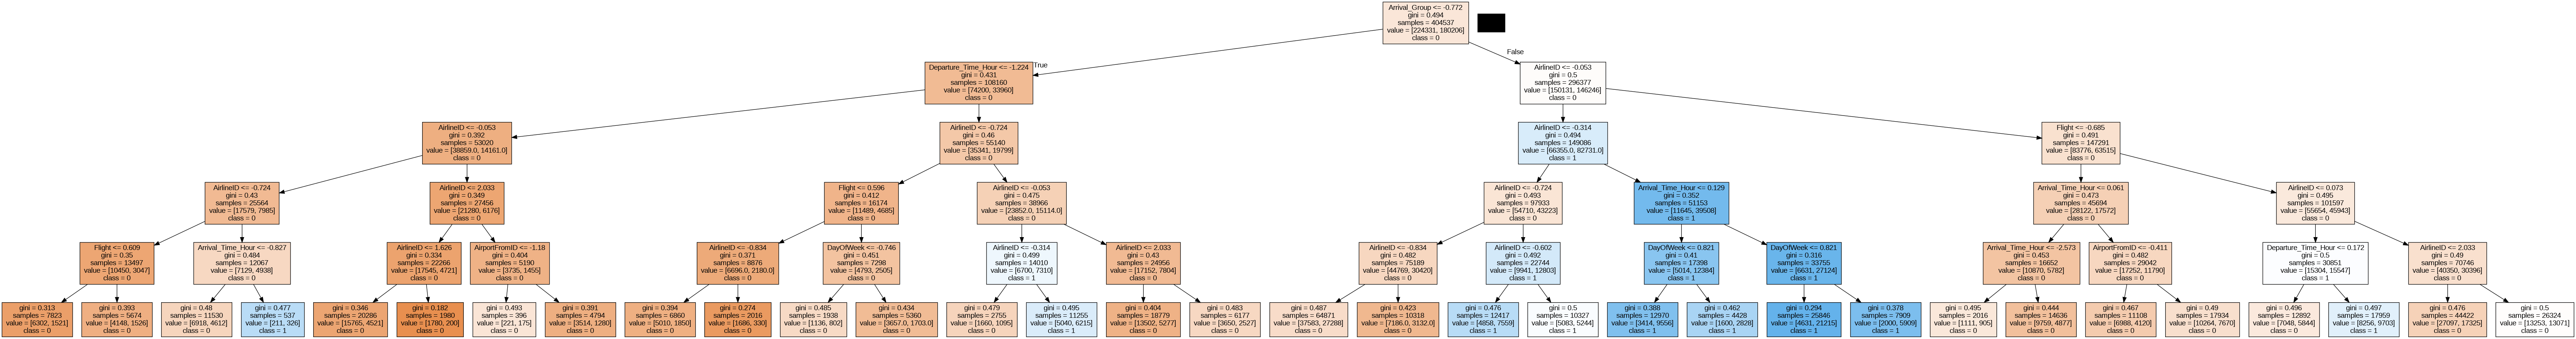 Arrival_Group <= -0.772
gini = 0.494
samples = 404537
value = [224331, 180206]
class = 0
True
False
Departure_Time_Hour <= -1.224
gini = 0.431
samples = 108160
value = [74200, 33960]
class = 0
AirlineID <= -0.053
gini = 0.5
samples = 296377
value = [150131, 146246]
class = 0
AirlineID <= -0.053
gini = 0.392
samples = 53020
value = [38859.0, 14161.0]
class = 0
AirlineID <= -0.724
gini = 0.46
samples = 55140
value = [35341, 19799]
class = 0
AirlineID <= -0.314
gini = 0.494
samples = 149086
value = [66355.0, 82731.0]
class = 1
Flight <= -0.685
gini = 0.491
samples = 147291
value = [83776, 63515]
class = 0
AirlineID <= -0.724
gini = 0.43
samples = 25564
value = [17579, 7985]
class = 0
AirlineID <= 2.033
gini = 0.349
samples = 27456
value = [21280, 6176]
class = 0
Flight <= 0.596
gini = 0.412
samples = 16174
value = [11489, 4685]
class = 0
AirlineID <= -0.053
gini = 0.475
samples = 38966
value = [23852.0, 15114.0]
class = 0
AirlineID <= -0.724
gini = 0.493
samples = 97933
value = [54710, 43223]
class = 0
Arrival_Time_Hour <= 0.129
gini = 0.352
samples = 51153
value = [11645, 39508]
class = 1
Arrival_Time_Hour <= 0.061
gini = 0.473
samples = 45694
value = [28122, 17572]
class = 0
AirlineID <= 0.073
gini = 0.495
samples = 101597
value = [55654, 45943]
class = 0
Flight <= 0.609
gini = 0.35
samples = 13497
value = [10450, 3047]
class = 0
Arrival_Time_Hour <= -0.827
gini = 0.484
samples = 12067
value = [7129, 4938]
class = 0
AirlineID <= 1.626
gini = 0.334
samples = 22266
value = [17545, 4721]
class = 0
AirportFromID <= -1.18
gini = 0.404
samples = 5190
value = [3735, 1455]
class = 0
AirlineID <= -0.834
gini = 0.371
samples = 8876
value = [6696.0, 2180.0]
class = 0
DayOfWeek <= -0.746
gini = 0.451
samples = 7298
value = [4793, 2505]
class = 0
AirlineID <= -0.314
gini = 0.499
samples = 14010
value = [6700, 7310]
class = 1
AirlineID <= 2.033
gini = 0.43
samples = 24956
value = [17152, 7804]
class = 0
AirlineID <= -0.834
gini = 0.482
samples = 75189
value = [44769, 30420]
class = 0
AirlineID <= -0.602
gini = 0.492
samples = 22744
value = [9941, 12803]
class = 1
DayOfWeek <= 0.821
gini = 0.41
samples = 17398
value = [5014, 12384]
class = 1
DayOfWeek <= 0.821
gini = 0.316
samples = 33755
value = [6631, 27124]
class = 1
Arrival_Time_Hour <= -2.573
gini = 0.453
samples = 16652
value = [10870, 5782]
class = 0
AirportFromID <= -0.411
gini = 0.482
samples = 29042
value = [17252, 11790]
class = 0
Departure_Time_Hour <= 0.172
gini = 0.5
samples = 30851
value = [15304, 15547]
class = 1
AirlineID <= 2.033
gini = 0.49
samples = 70746
value = [40350, 30396]
class = 0
gini = 0.313
samples = 7823
value = [6302, 1521]
class = 0
gini = 0.393
samples = 5674
value = [4148, 1526]
class = 0
gini = 0.48
samples = 11530
value = [6918, 4612]
class = 0
gini = 0.477
samples = 537
value = [211, 326]
class = 1
gini = 0.346
samples = 20286
value = [15765, 4521]
class = 0
gini = 0.182
samples = 1980
value = [1780, 200]
class = 0
gini = 0.493
samples = 396
value = [221, 175]
class = 0
gini = 0.391
samples = 4794
value = [3514, 1280]
class = 0
gini = 0.394
samples = 6860
value = [5010, 1850]
class = 0
gini = 0.274
samples = 2016
value = [1686, 330]
class = 0
gini = 0.485
samples = 1938
value = [1136, 802]
class = 0
gini = 0.434
samples = 5360
value = [3657.0, 1703.0]
class = 0
gini = 0.479
samples = 2755
value = [1660, 1095]
class = 0
gini = 0.495
samples = 11255
value = [5040, 6215]
class = 1
gini = 0.404
samples = 18779
value = [13502, 5277]
class = 0
gini = 0.483
samples = 6177
value = [3650, 2527]
class = 0
gini = 0.487
samples = 64871
value = [37583, 27288]
class = 0
gini = 0.423
samples = 10318
value = [7186.0, 3132.0]
class = 0
gini = 0.476
samples = 12417
value = [4858, 7559]
class = 1
gini = 0.5
samples = 10327
value = [5083, 5244]
class = 1
gini = 0.388
samples = 12970
value = [3414, 9556]
class = 1
gini = 0.462
samples = 4428
value = [1600, 2828]
class = 1
gini = 0.294
samples = 25846
value = [4631, 21215]
class = 1
gini = 0.378
samples = 7909
value = [2000, 5909]
class = 1
gini = 0.495
samples = 2016
value = [1111, 905]
class = 0
gini = 0.444
samples = 14636
value = [9759, 4877]
class = 0
gini = 0.467
samples = 11108
value = [6988, 4120]
class = 0
gini = 0.49
samples = 17934
value = [10264, 7670]
class = 0
gini = 0.496
samples = 12892
value = [7048, 5844]
class = 0
gini = 0.497
samples = 17959
value = [8256, 9703]
class = 1
gini = 0.476
samples = 44422
value = [27097, 17325]
class = 0
gini = 0.5
samples = 26324
value = [13253, 13071]
class = 0